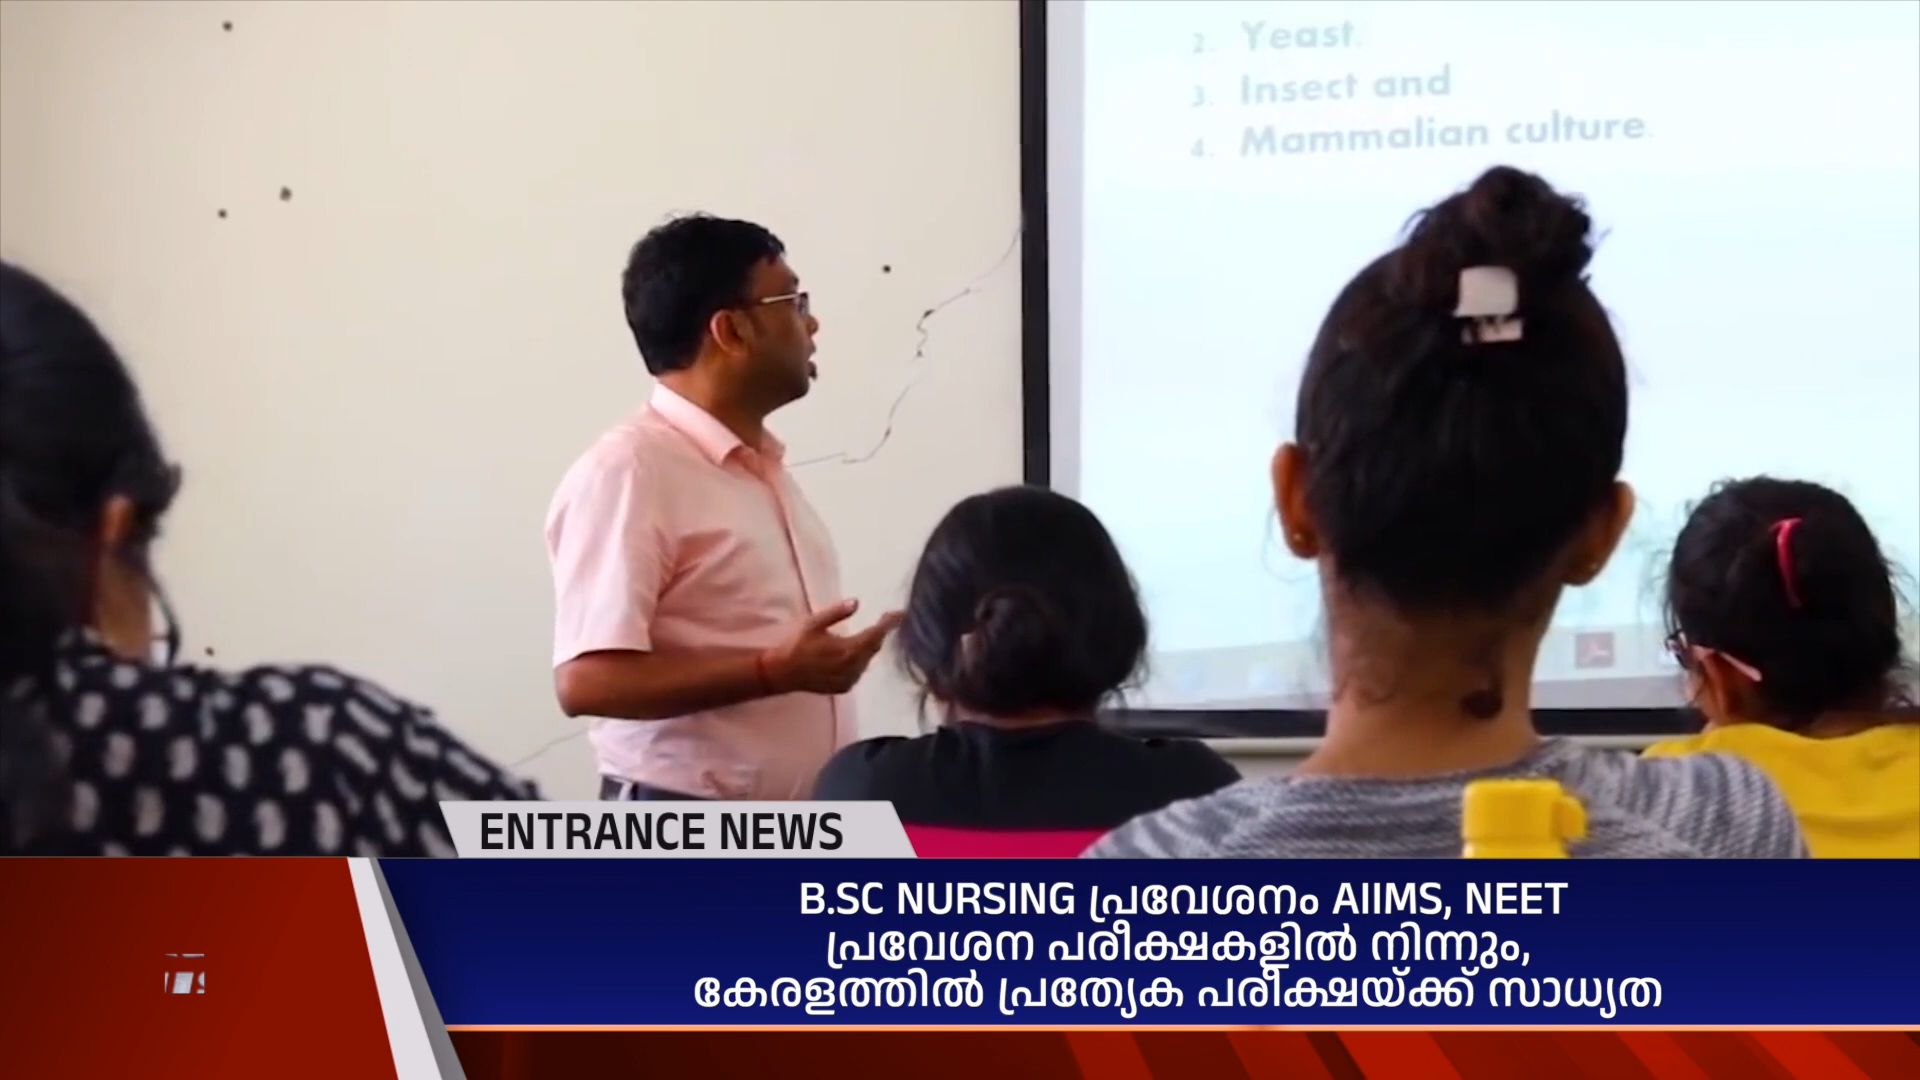 2. Yeast.
3. Insect and
4. Mammalian culture.
ENTRANCE NEWS
B.SC NURSING പ്രവേശനം AIIMS, NEET
പ്രവേശന പരീക്ഷകളിൽ നിന്നും,
കേരളത്തിൽ പ്രത്യേക പരീക്ഷയ്ക്ക് സാധ്യത